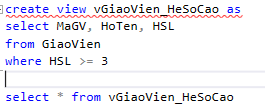 create view vGiaoVien_HeSoCao as
select MaGV, HoTen, HSL
from GiaoVien
where HSL >= 3
select * from vGiaoVien_HeSoCao